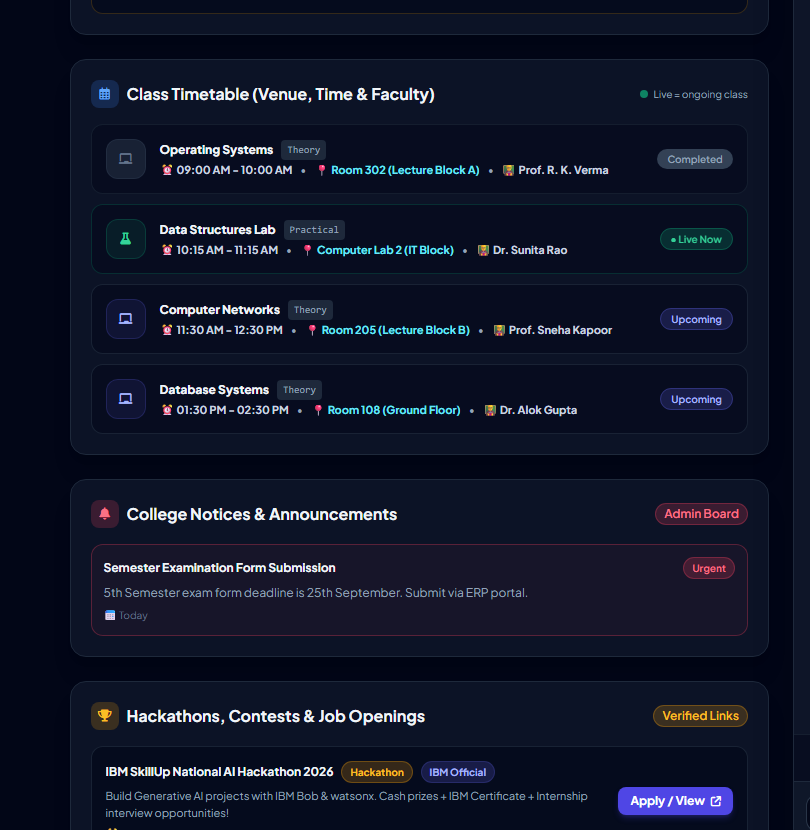 Class Timetable (Venue, Time & Faculty)
Live = ongoing class
Operating Systems Theory
09:00 AM - 10:00 AM • Room 302 (Lecture Block A) • Prof. R. K. Verma
Completed
Data Structures Lab Practical
10:15 AM - 11:15 AM • Computer Lab 2 (IT Block) • Dr. Sunita Rao
• Live Now
Computer Networks Theory
11:30 AM - 12:30 PM • Room 205 (Lecture Block B) • Prof. Sneha Kapoor
Upcoming
Database Systems Theory
01:30 PM - 02:30 PM • Room 108 (Ground Floor) • Dr. Alok Gupta
Upcoming
College Notices & Announcements
Admin Board
Semester Examination Form Submission
Urgent
5th Semester exam form deadline is 25th September. Submit via ERP portal.
Today
Hackathons, Contests & Job Openings
Verified Links
IBM SkillUp National AI Hackathon 2026 Hackathon IBM Official
Build Generative AI projects with IBM Bob & watsonx. Cash prizes + IBM Certificate + Internship
interview opportunities!
Apply / View